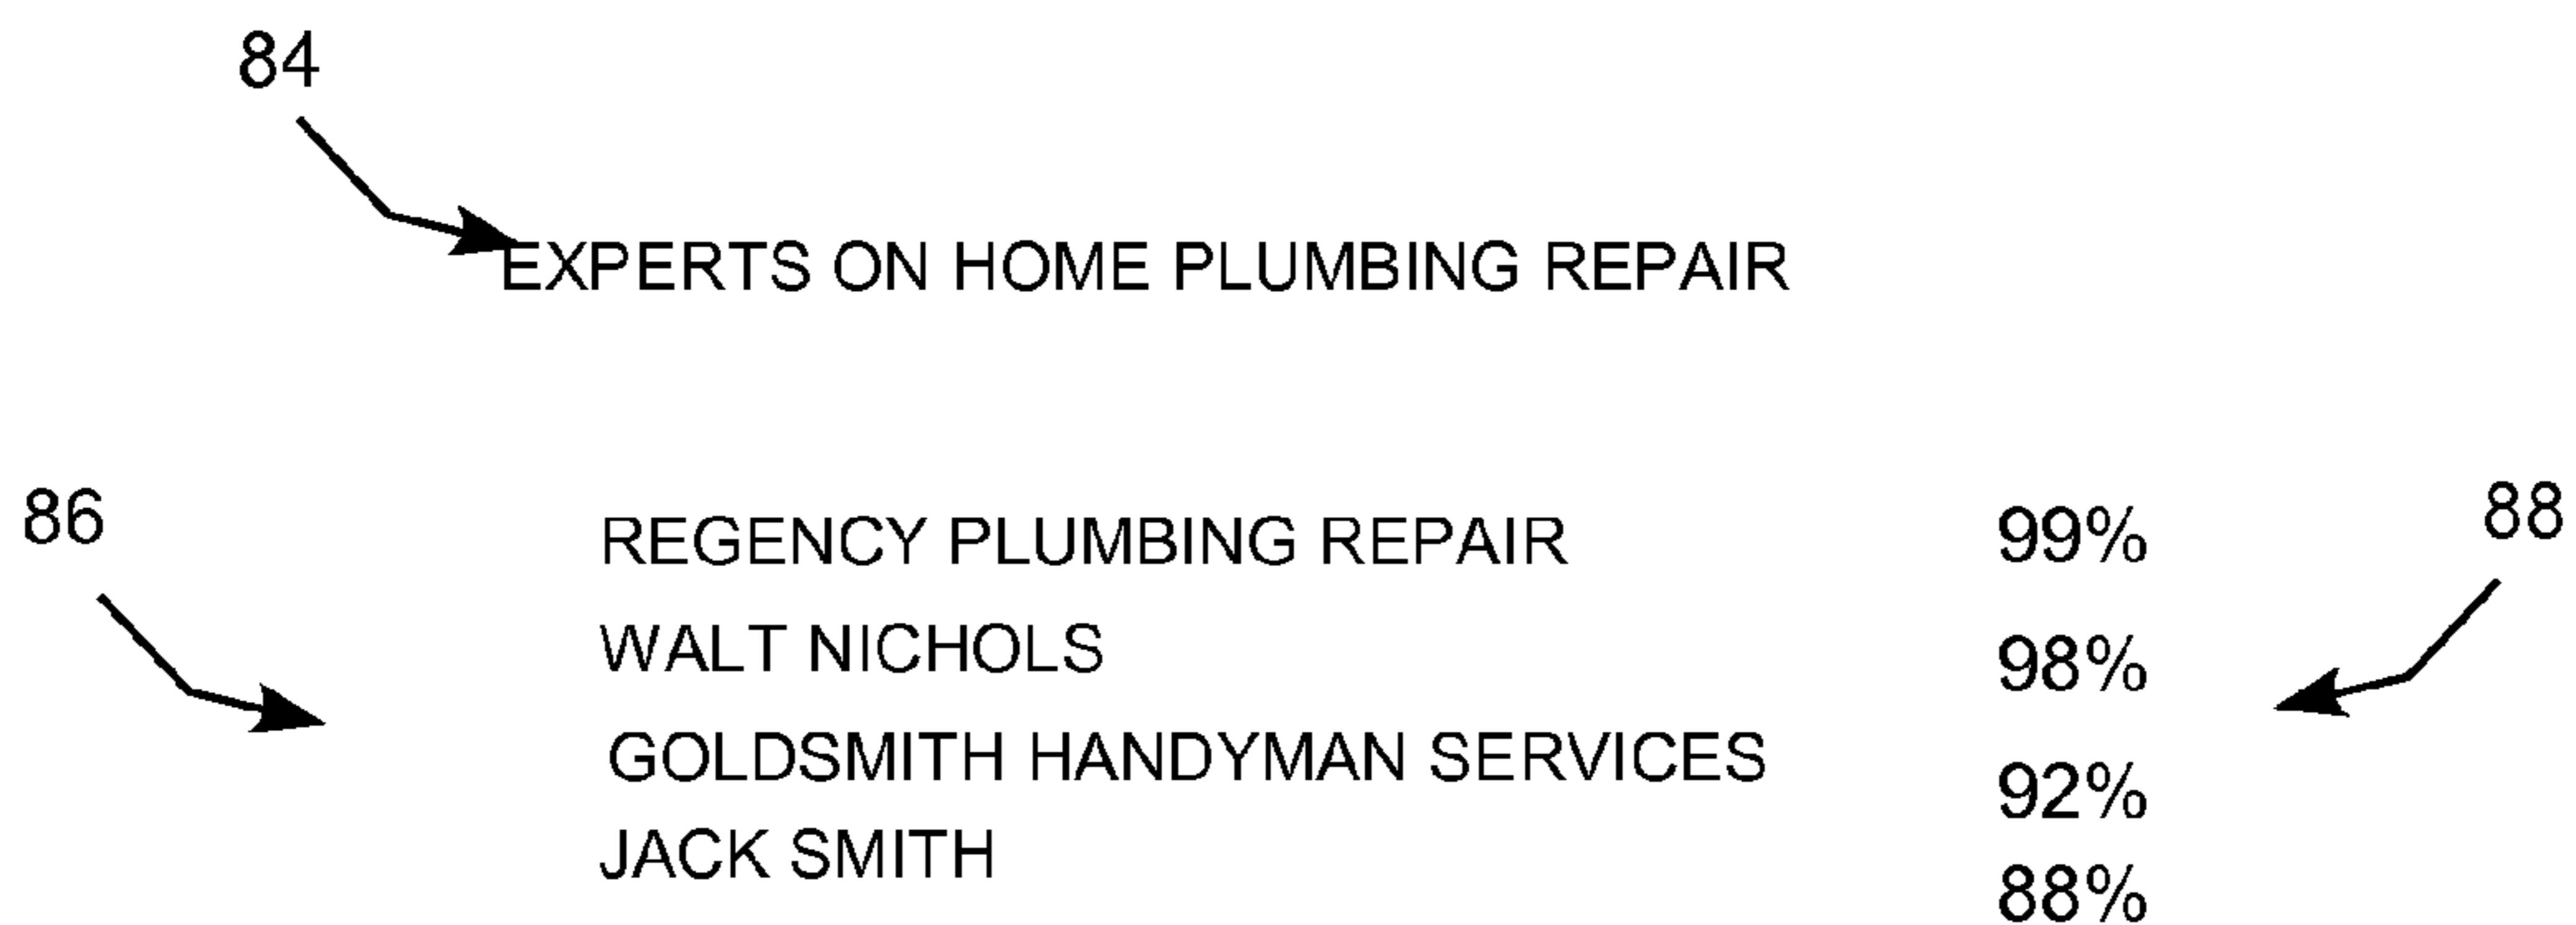 84
EXPERTS ON HOME PLUMBING REPAIR
86
88
REGENCY PLUMBING REPAIR 99%
WALT NICHOLS 98%
GOLDSMITH HANDYMAN SERVICES 92%
JACK SMITH 88%